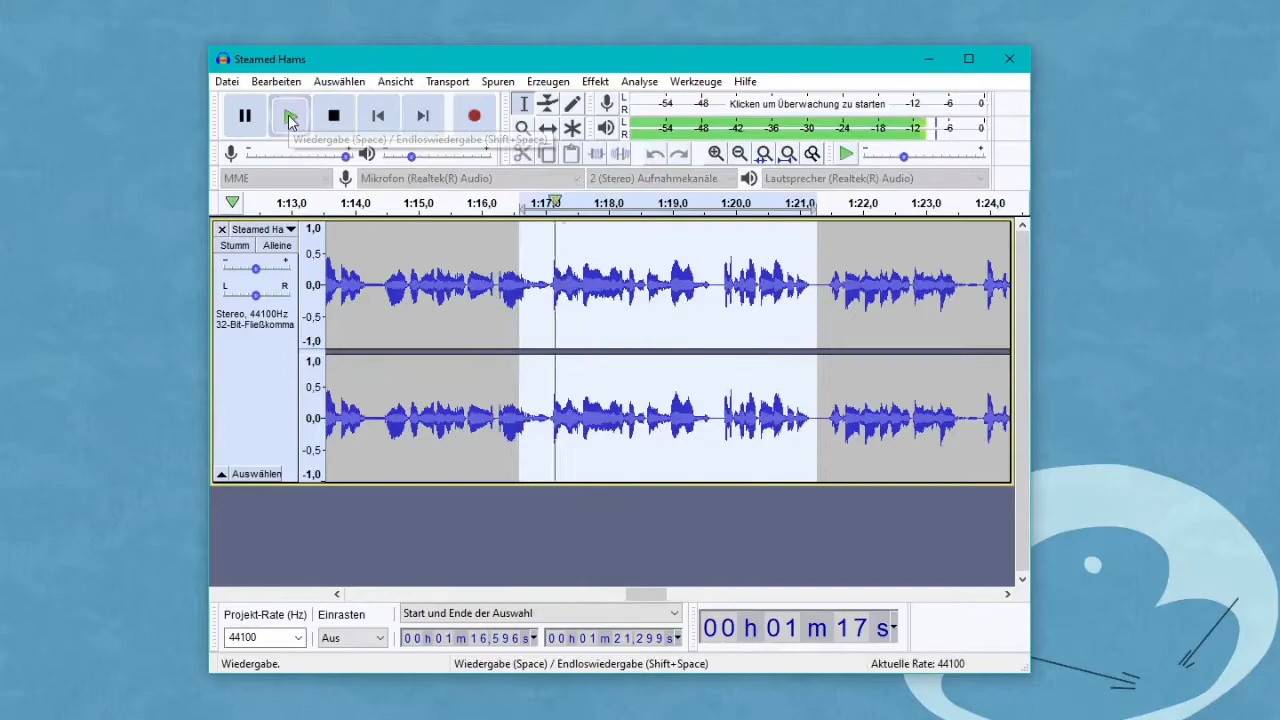 Steamed Hams
Datei Bearbeiten Auswählen Ansicht Transport Spuren Erzeugen Effekt Analyse Werkzeuge Hilfe
L R -54 -48 Klicken um Überwachung zu starten -12 -6 0
L R -54 -48 -42 -36 -30 -24 -18 -12 -6 0
Wiedergabe (Space) / Endloswiedergabe (Shift+Space)
- + - +
MME Mikrofon (Realtek(R) Audio) 2 (Stereo) Aufnahmekanäle Lautsprecher (Realtek(R) Audio)
1:13,0 1:14,0 1:15,0 1:16,0 1:17,0 1:18,0 1:19,0 1:20,0 1:21,0 1:22,0 1:23,0 1:24,0
Steamed Ha
Stumm Alleine
- +
L R
Stereo, 44100Hz
32-Bit-Fließkomma
Auswählen
1,0
0,5
0,0
-0,5
-1,0
1,0
0,5
0,0
-0,5
-1,0
Projekt-Rate (Hz) Einrasten Start und Ende der Auswahl
44100 Aus 00 h 01 m 16,596 s 00 h 01 m 21,299 s
00 h 01 m 17 s
Wiedergabe. Wiedergabe (Space) / Endloswiedergabe (Shift+Space) Aktuelle Rate: 44100